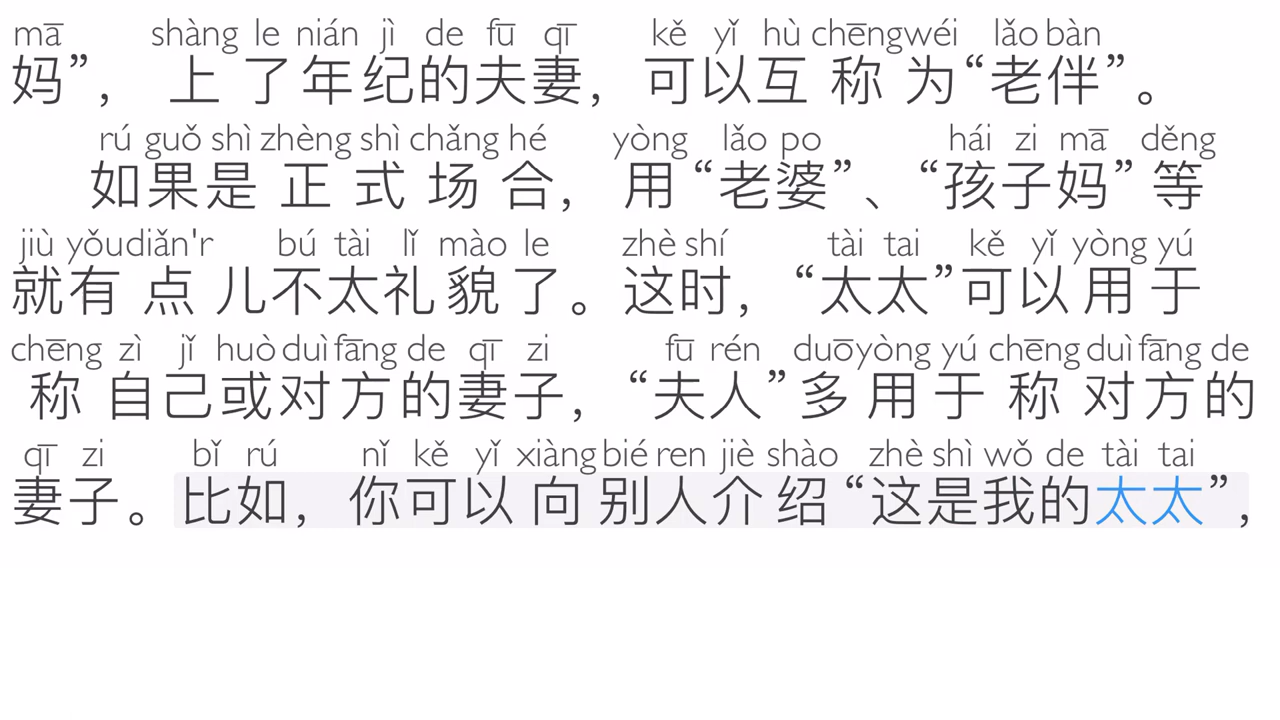 mā shàng le nián jì de fū qī kě yǐ hù chēngwéi lǎo bàn
妈”，上了年纪的夫妻，可以互称为“老伴”。
rú guǒ shì zhèng shì chǎng hé yòng lǎo po hái zi mā děng
如果是正式场合，用“老婆”、“孩子妈”等
jiù yǒudiǎn'r bú tài lǐ mào le zhè shí tài tai kě yǐ yòng yú
就有点儿不太礼貌了。这时，“太太”可以用于
chēng zì jǐ huò duì fāng de qī zi fū rén duōyòng yú chēng duì fāng de
称自己或对方的妻子，“夫人”多用于称对方的
qī zi bǐ rú nǐ kě yǐ xiàng bié ren jiè shào zhè shì wǒ de tài tai
妻子。比如，你可以向别人介绍“这是我的太太”，